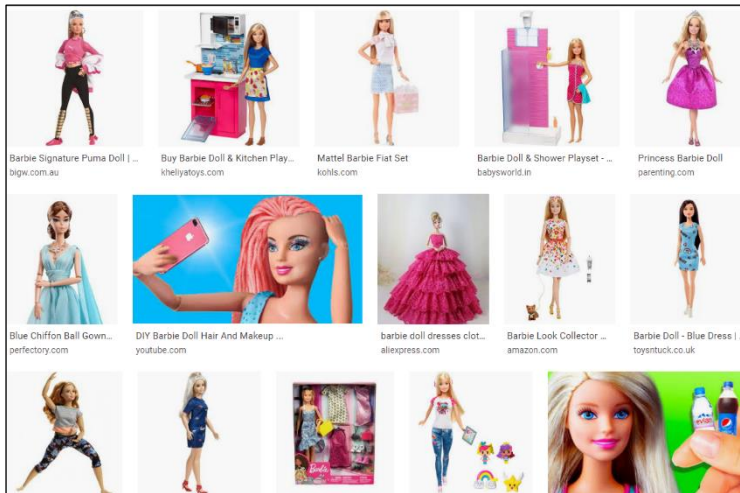 Barbie Signature Puma Doll | ...
bigw.com.au
Buy Barbie Doll & Kitchen Play...
kheliyatoys.com
Mattel Barbie Fiat Set
kohls.com
Barbie Doll & Shower Playset - ...
babysworld.in
Princess Barbie Doll
parenting.com
Blue Chiffon Ball Gown...
perfectory.com
DIY Barbie Doll Hair And Makeup ...
youtube.com
barbie doll dresses clot...
aliexpress.com
Barbie Look Collector ...
amazon.com
Barbie Doll - Blue Dress | ...
toysntuck.co.uk
Barbie
evian
pepsi